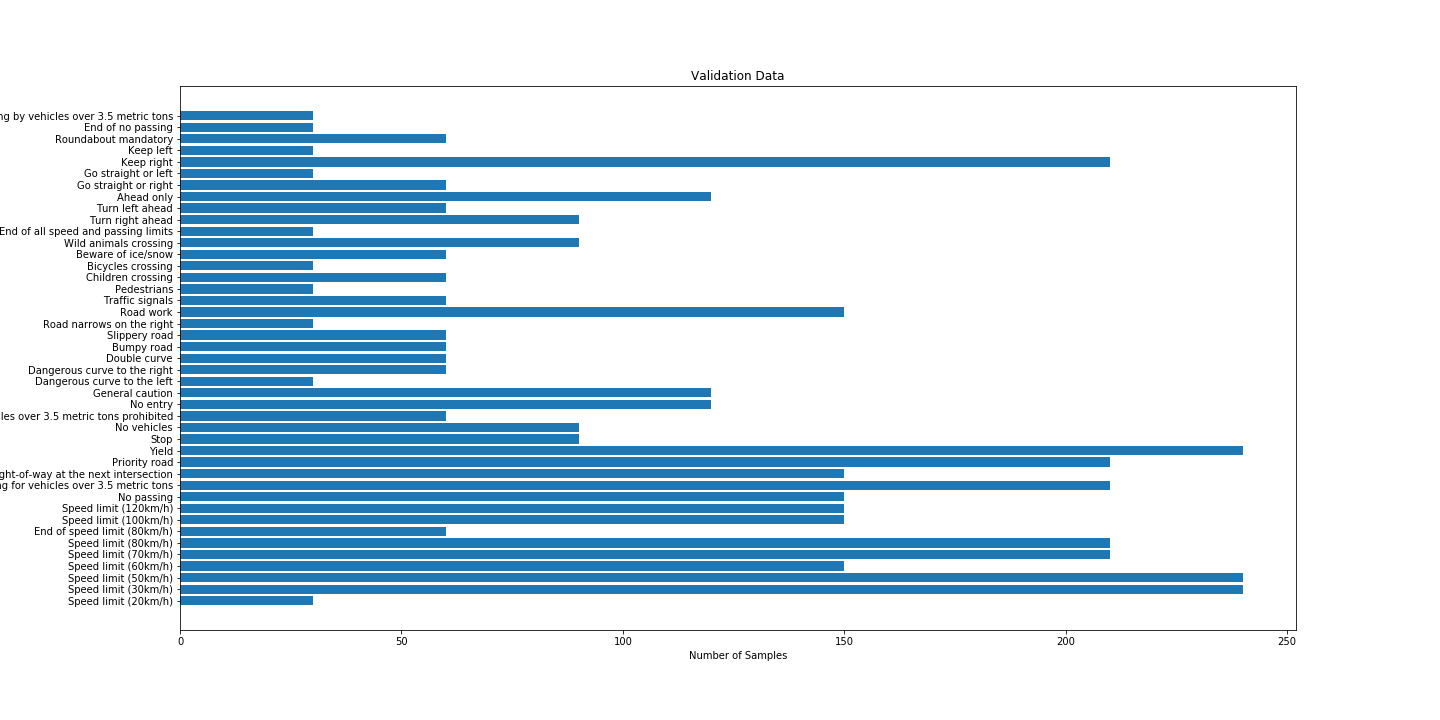 Validation Data
ng by vehicles over 3.5 metric tons
End of no passing
Roundabout mandatory
Keep left
Keep right
Go straight or left
Go straight or right
Ahead only
Turn left ahead
Turn right ahead
End of all speed and passing limits
Wild animals crossing
Beware of ice/snow
Bicycles crossing
Children crossing
Pedestrians
Traffic signals
Road work
Road narrows on the right
Slippery road
Bumpy road
Double curve
Dangerous curve to the right
Dangerous curve to the left
General caution
No entry
les over 3.5 metric tons prohibited
No vehicles
Stop
Yield
Priority road
ght-of-way at the next intersection
g for vehicles over 3.5 metric tons
No passing
Speed limit (120km/h)
Speed limit (100km/h)
End of speed limit (80km/h)
Speed limit (80km/h)
Speed limit (70km/h)
Speed limit (60km/h)
Speed limit (50km/h)
Speed limit (30km/h)
Speed limit (20km/h)
0 50 100 150 200 250
Number of Samples